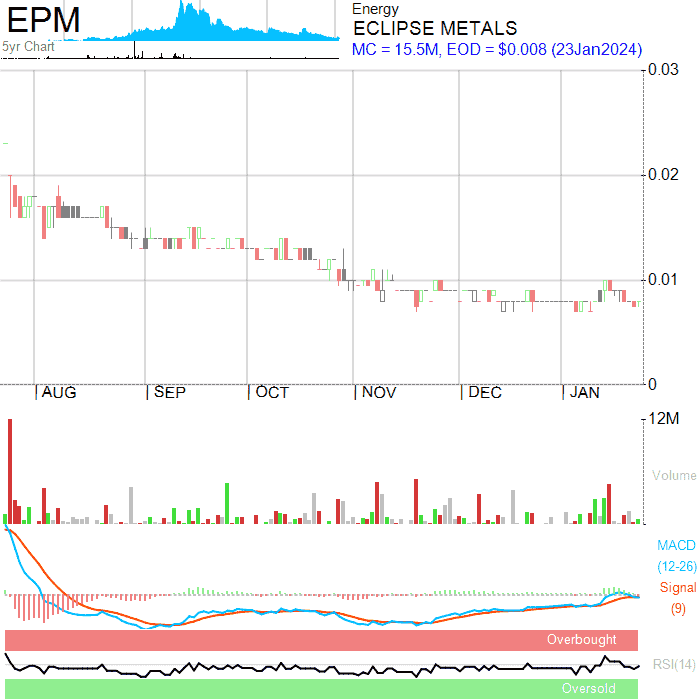 EPM
5yr Chart
Energy
ECLIPSE METALS
MC = 15.5M, EOD = $0.008 (23Jan2024)
0.03
0.02
0.01
0
AUG
SEP
OCT
NOV
DEC
JAN
12M
Volume
MACD
(12-26)
Signal
(9)
Overbought
RSI(14)
Oversold